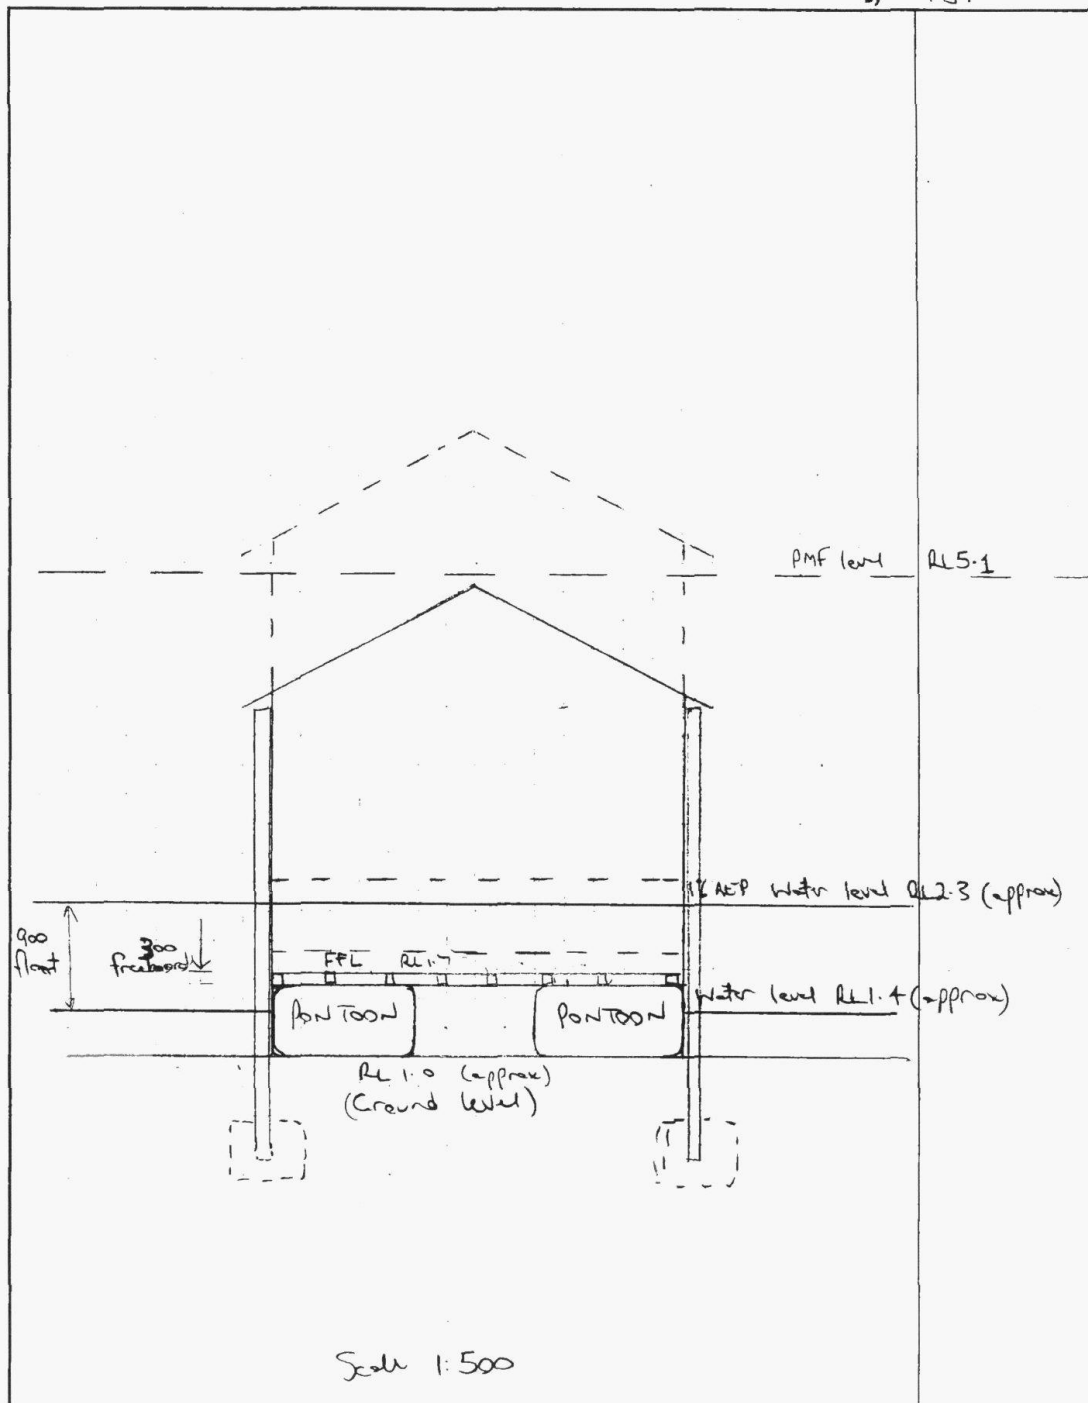 PMF level RL5.1
1% AEP Water level RL2.3 (approx)
900
float
300
freeboard
FFL RL1.7
Water level RL1.4 (approx)
PONTOON
PONTOON
RL 1.0 (approx)
(Ground level)
Scale 1:500